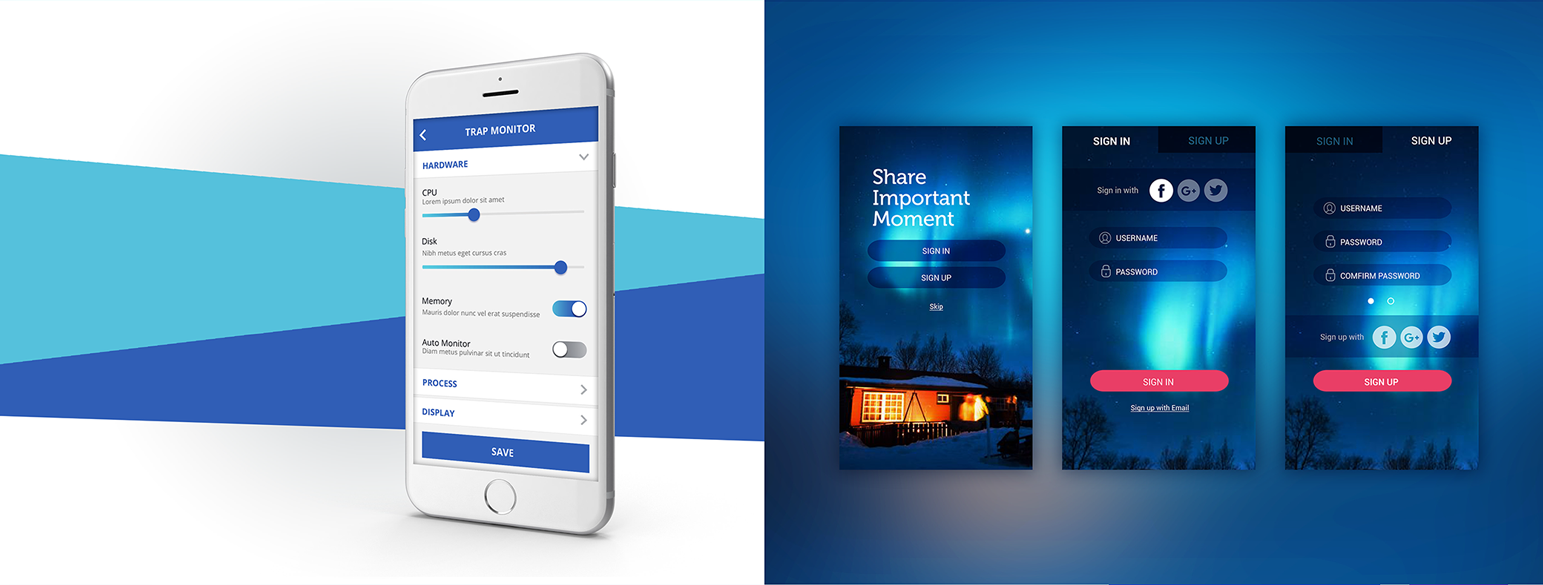 TRAP MONITOR
HARDWARE
CPU
Lorem ipsum dolor sit amet
Disk
Nibh metus eget cursus cras
Memory
Mauris dolor nunc vel erat suspendisse
Auto Monitor
Diam metus pulvinar sit ut tincidunt
PROCESS
DISPLAY
SAVE
Share
Important
Moment
SIGN IN
SIGN UP
Skip
SIGN IN SIGN UP
Sign in with f G+
USERNAME
PASSWORD
SIGN IN
Sign up with Email
SIGN IN SIGN UP
USERNAME
PASSWORD
COMFIRM PASSWORD
Sign up with f G+
SIGN UP